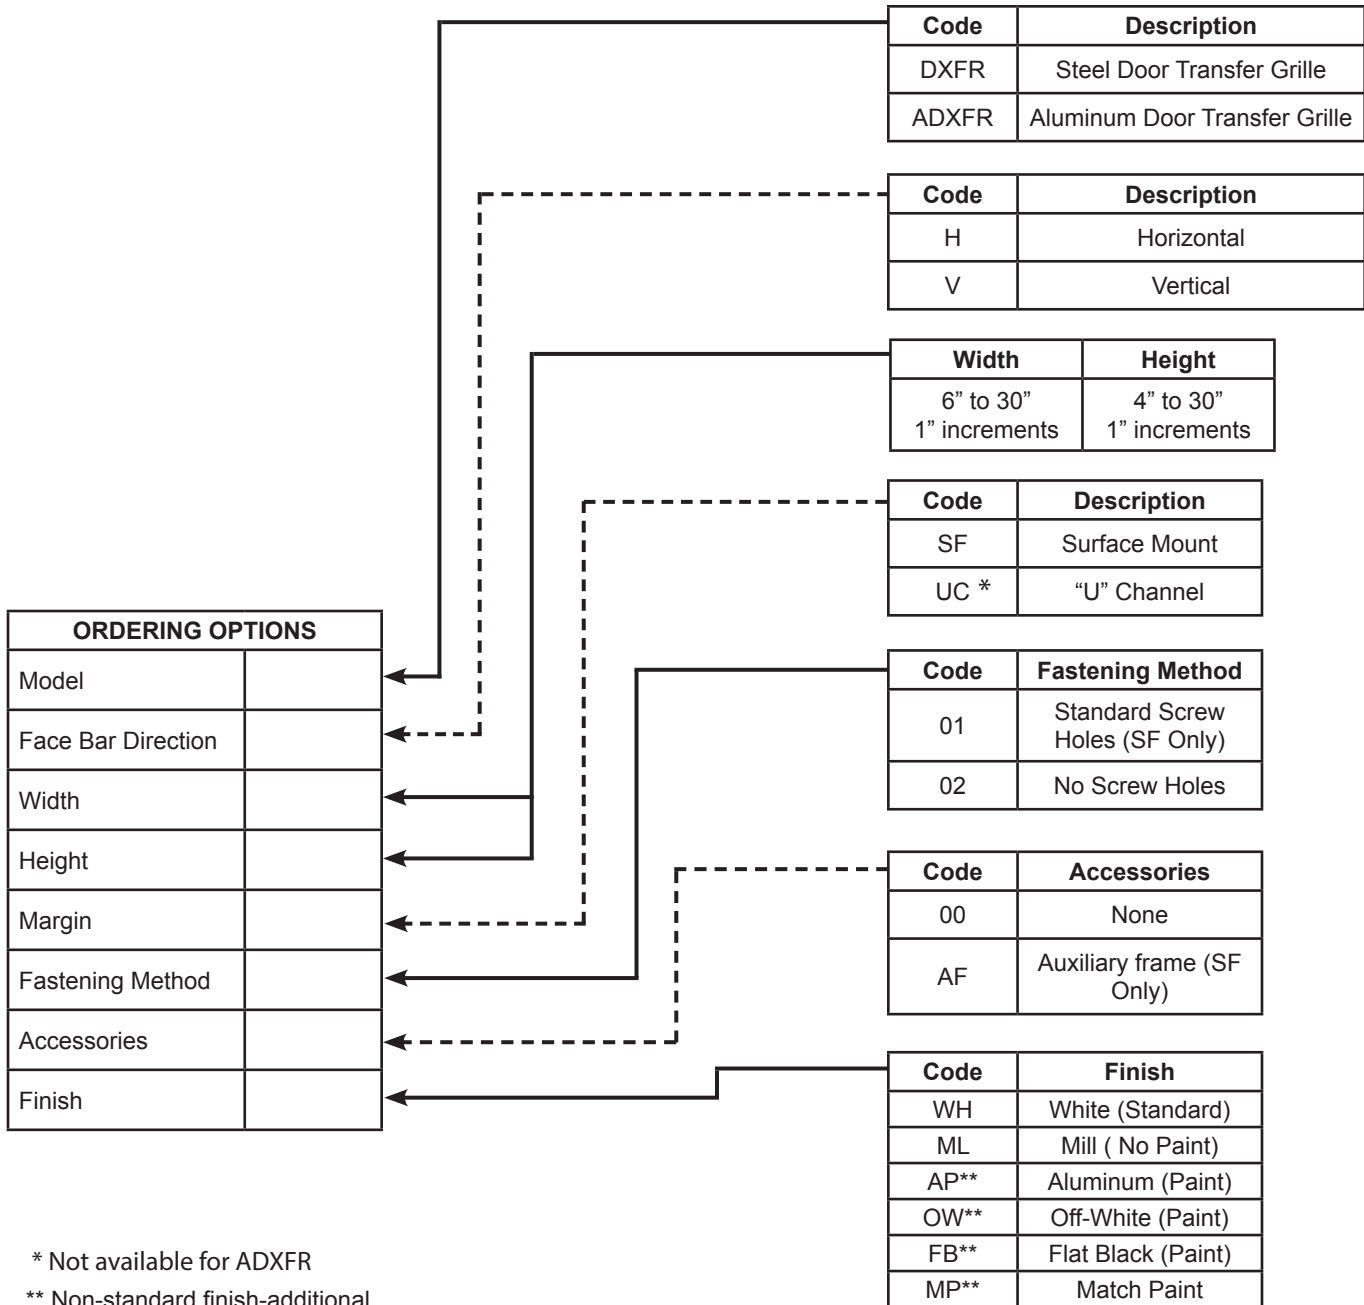 Code Description
DXFR Steel Door Transfer Grille
ADXFR Aluminum Door Transfer Grille
Code Description
H Horizontal
V Vertical
Width Height
6” to 30” 4” to 30”
1” increments 1” increments
Code Description
SF Surface Mount
UC * “U” Channel
ORDERING OPTIONS
Model
Face Bar Direction
Width
Height
Margin
Fastening Method
Accessories
Finish
Code Fastening Method
01 Standard Screw
Holes (SF Only)
02 No Screw Holes
Code Accessories
00 None
AF Auxiliary frame (SF
Only)
Code Finish
WH White (Standard)
ML Mill ( No Paint)
AP** Aluminum (Paint)
OW** Off-White (Paint)
FB** Flat Black (Paint)
MP** Match Paint
* Not available for ADXFR
** Non-standard finish-additional